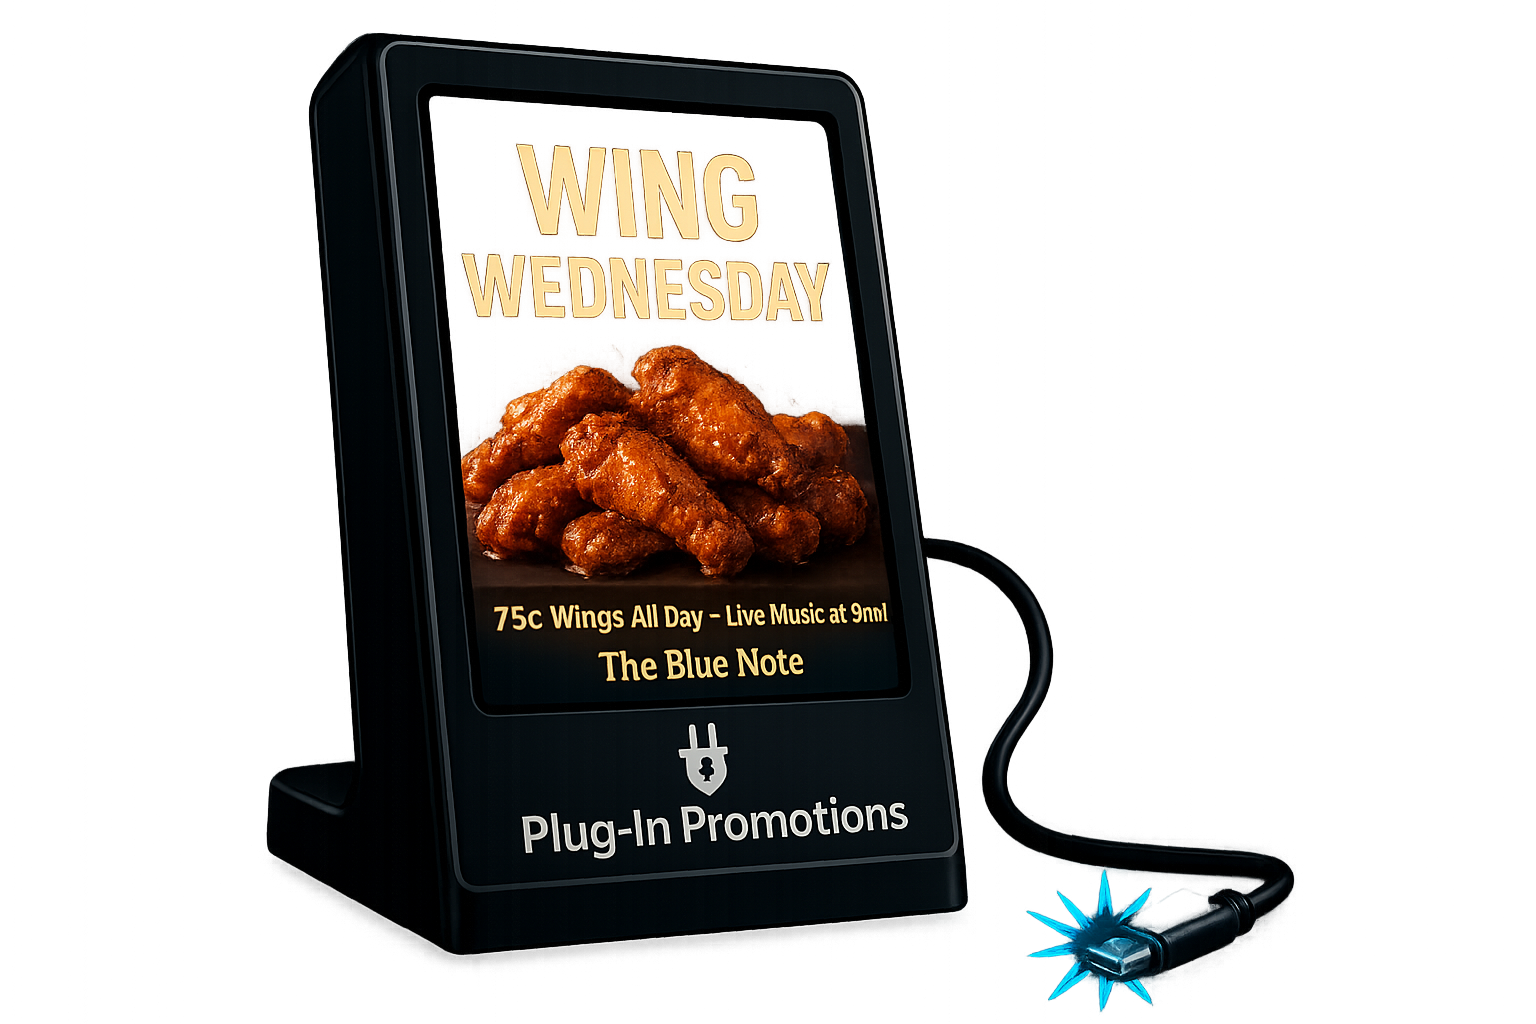 WING
WEDNESDAY
75c Wings All Day – Live Music at
The Blue Note
Plug-In Promotions